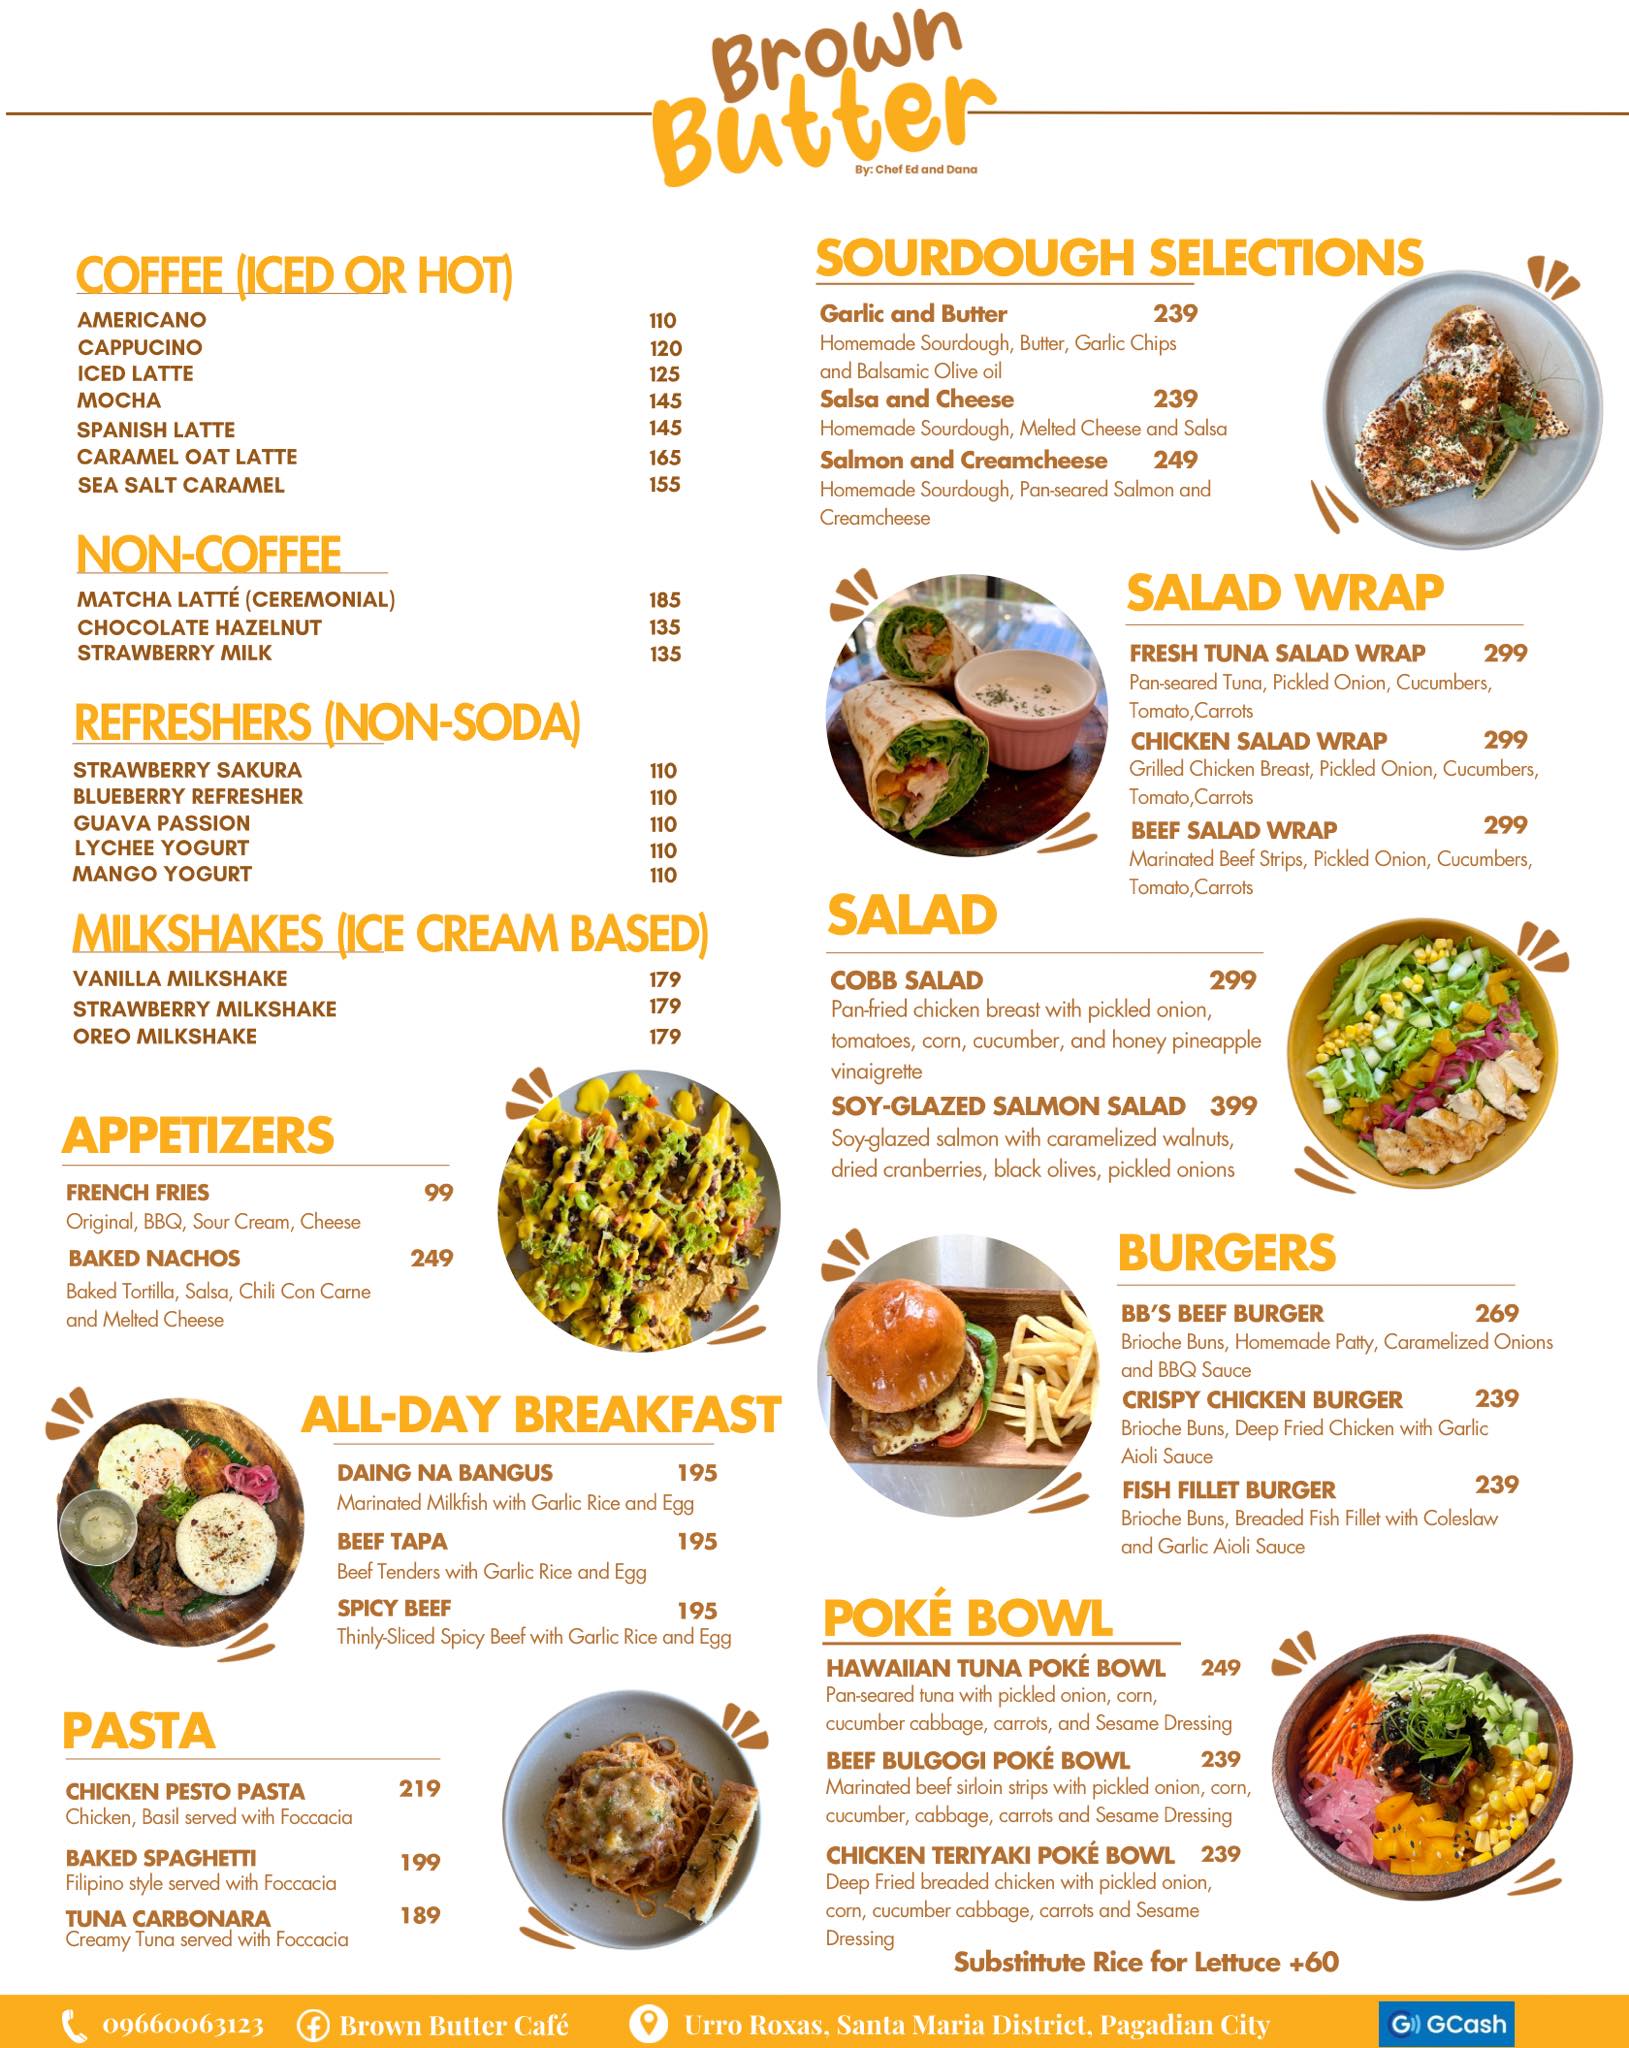 Brown
Butter
By: Chef Ed and Dana
COFFEE (ICED OR HOT)
AMERICANO 110
CAPPUCINO 120
ICED LATTE 125
MOCHA 145
SPANISH LATTE 145
CARAMEL OAT LATTE 165
SEA SALT CARAMEL 155
NON-COFFEE
MATCHA LATTÉ (CEREMONIAL) 185
CHOCOLATE HAZELNUT 135
STRAWBERRY MILK 135
REFRESHERS (NON-SODA)
STRAWBERRY SAKURA 110
BLUEBERRY REFRESHER 110
GUAVA PASSION 110
LYCHEE YOGURT 110
MANGO YOGURT 110
MILKSHAKES (ICE CREAM BASED)
VANILLA MILKSHAKE 179
STRAWBERRY MILKSHAKE 179
OREO MILKSHAKE 179
APPETIZERS
FRENCH FRIES 99
Original, BBQ, Sour Cream, Cheese
BAKED NACHOS 249
Baked Tortilla, Salsa, Chili Con Carne
and Melted Cheese
ALL-DAY BREAKFAST
DAING NA BANGUS 195
Marinated Milkfish with Garlic Rice and Egg
BEEF TAPA 195
Beef Tenders with Garlic Rice and Egg
SPICY BEEF 195
Thinly-Sliced Spicy Beef with Garlic Rice and Egg
PASTA
CHICKEN PESTO PASTA 219
Chicken, Basil served with Foccacia
BAKED SPAGHETTI 199
Filipino style served with Foccacia
TUNA CARBONARA 189
Creamy Tuna served with Foccacia
SOURDOUGH SELECTIONS
Garlic and Butter 239
Homemade Sourdough, Butter, Garlic Chips
and Balsamic Olive oil
Salsa and Cheese 239
Homemade Sourdough, Melted Cheese and Salsa
Salmon and Creamcheese 249
Homemade Sourdough, Pan-seared Salmon and
Creamcheese
SALAD WRAP
FRESH TUNA SALAD WRAP 299
Pan-seared Tuna, Pickled Onion, Cucumbers,
Tomato,Carrots
CHICKEN SALAD WRAP 299
Grilled Chicken Breast, Pickled Onion, Cucumbers,
Tomato,Carrots
BEEF SALAD WRAP 299
Marinated Beef Strips, Pickled Onion, Cucumbers,
Tomato,Carrots
SALAD
COBB SALAD 299
Pan-fried chicken breast with pickled onion,
tomatoes, corn, cucumber, and honey pineapple
vinaigrette
SOY-GLAZED SALMON SALAD 399
Soy-glazed salmon with caramelized walnuts,
dried cranberries, black olives, pickled onions
BURGERS
BB'S BEEF BURGER 269
Brioche Buns, Homemade Patty, Caramelized Onions
and BBQ Sauce
CRISPY CHICKEN BURGER 239
Brioche Buns, Deep Fried Chicken with Garlic
Aioli Sauce
FISH FILLET BURGER 239
Brioche Buns, Breaded Fish Fillet with Coleslaw
and Garlic Aioli Sauce
POKÉ BOWL
HAWAIIAN TUNA POKÉ BOWL 249
Pan-seared tuna with pickled onion, corn,
cucumber cabbage, carrots, and Sesame Dressing
BEEF BULGOGI POKÉ BOWL 239
Marinated beef sirloin strips with pickled onion, corn,
cucumber, cabbage, carrots and Sesame Dressing
CHICKEN TERIYAKI POKÉ BOWL 239
Deep Fried breaded chicken with pickled onion,
corn, cucumber cabbage, carrots and Sesame
Dressing
Substittute Rice for Lettuce +60
09660063123 Brown Butter Café Urro Roxas, Santa Maria District, Pagadian City GCash